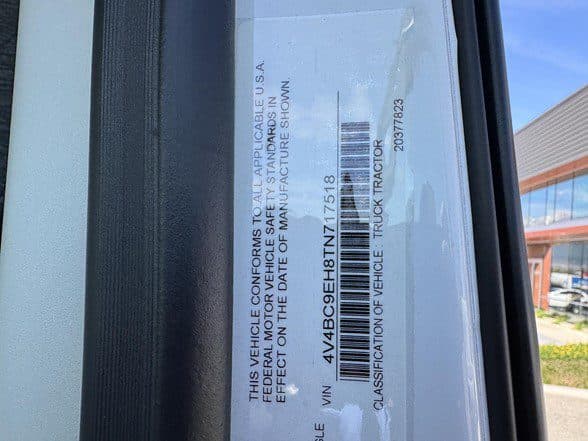 THIS VEHICLE CONFORMS TO ALL APPLICABLE U.S.A.
FEDERAL MOTOR VEHICLE SAFETY STANDARDS IN
EFFECT ON THE DATE OF MANUFACTURE SHOWN.
GLE VIN 4V4BC9EH8TN717518
CLASSIFICATION OF VEHICLE : TRUCK TRACTOR
20377823